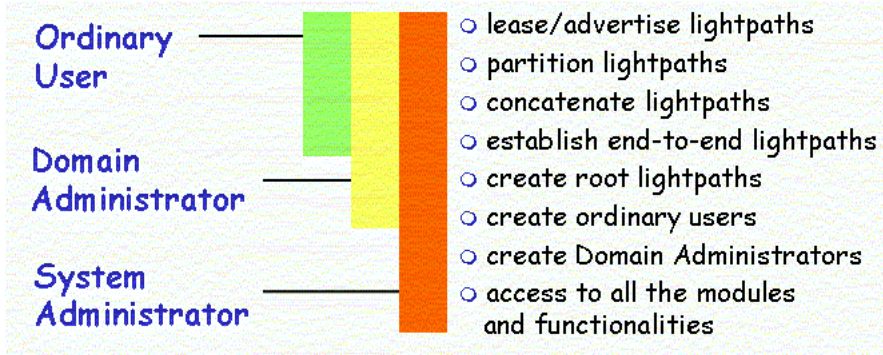 Ordinary
User
Domain
Administrator
System
Administrator
○ lease/advertise lightpaths
○ partition lightpaths
○ concatenate lightpaths
○ establish end-to-end lightpaths
○ create root lightpaths
○ create ordinary users
○ create Domain Administrators
○ access to all the modules
and functionalities